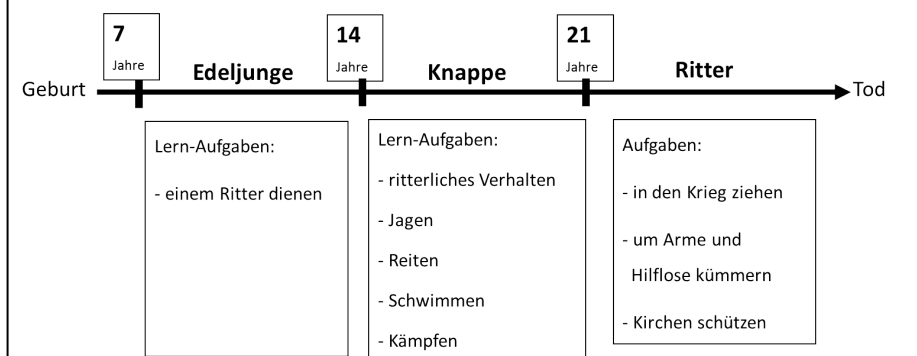 7
Jahre
14
Jahre
21
Jahre
Edeljunge
Knappe
Ritter
Geburt
Tod
Lern-Aufgaben:
- einem Ritter dienen
Lern-Aufgaben:
- ritterliches Verhalten
- Jagen
- Reiten
- Schwimmen
- Kämpfen
Aufgaben:
- in den Krieg ziehen
- um Arme und
Hilflose kümmern
- Kirchen schützen